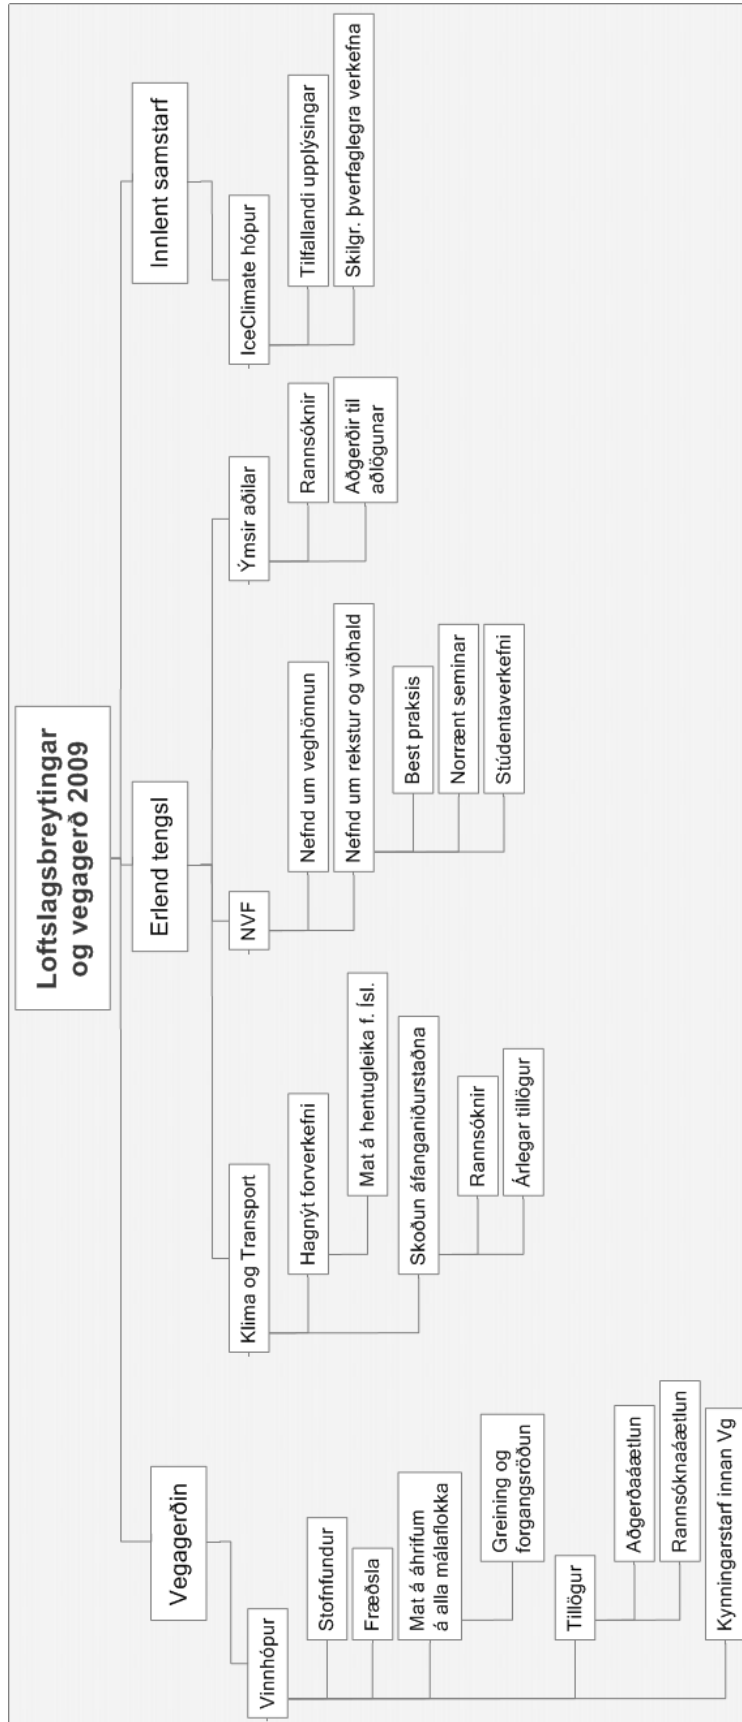 Loftslagsbreytingar
og vegagerð 2009
Vegagerðin
Vinnhópur
Stofnfundur
Fræðsla
Mat á áhrifum
á alla málaflokka
Greining og
forgangsröðun
Tillögur
Aðgerðaáætlun
Rannsóknaáætlun
Kynningarstarf innan Vg
Erlend tengsl
Klima og Transport
Hagnýt forverkefni
Mat á hentugleika f. Ísl.
Skoðun áfanganiðurstaðna
Rannsóknir
Árlegar tillögur
NVF
Nefnd um veghönnun
Nefnd um rekstur og viðhald
Best praksis
Norrænt seminar
Stúdentaverkefni
Ýmsir aðilar
Rannsóknir
Aðgerðir til
aðlögunar
Innlent samstarf
IceClimate hópur
Tilfallandi upplýsingar
Skilgr. þverfaglegra verkefna